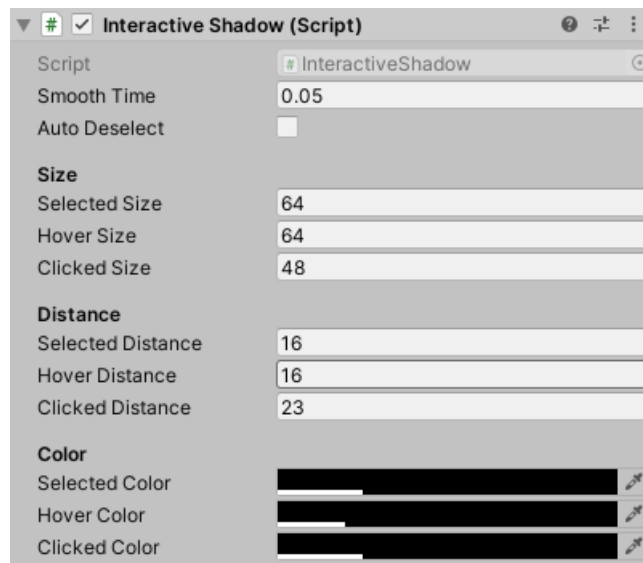 Interactive Shadow (Script)
Script InteractiveShadow
Smooth Time 0.05
Auto Deselect
Size
Selected Size 64
Hover Size 64
Clicked Size 48
Distance
Selected Distance 16
Hover Distance 16
Clicked Distance 23
Color
Selected Color
Hover Color
Clicked Color